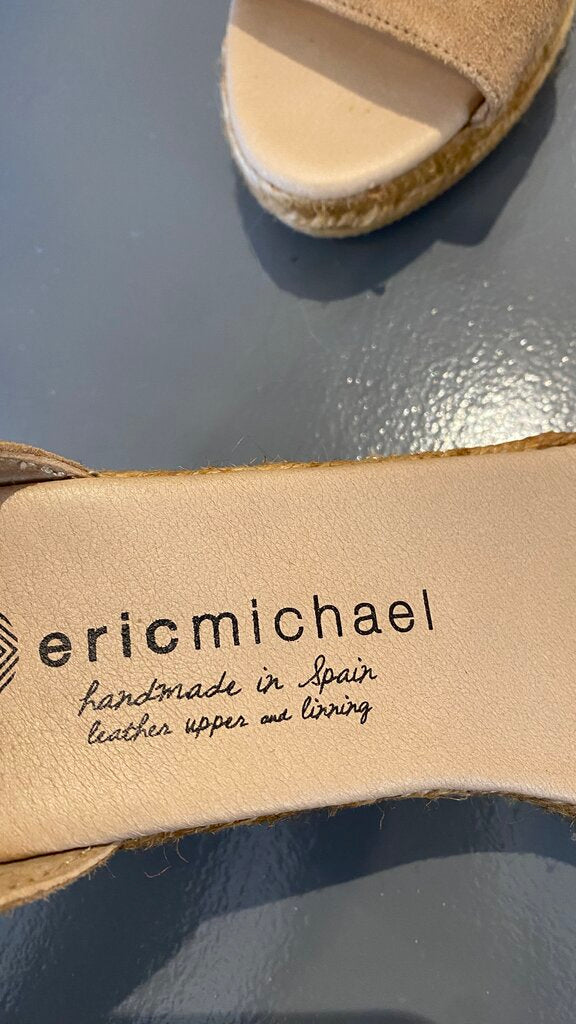 ericmichael
handmade in Spain
leather upper and linning